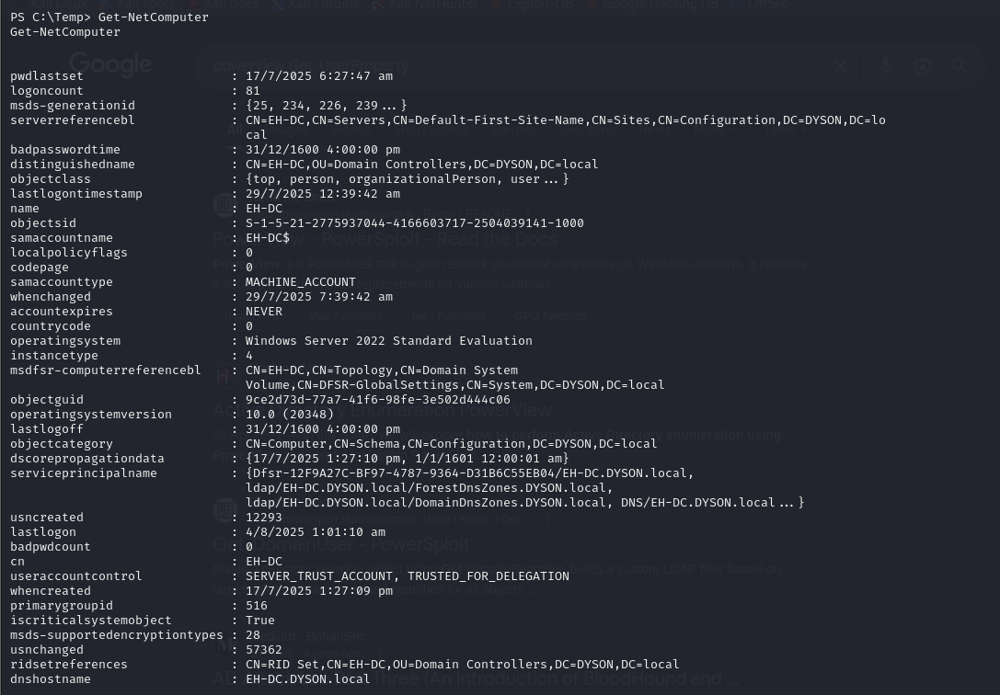 PS C:\Temp> Get-NetComputer
Get-NetComputer
pwdlastset : 17/7/2025 6:27:47 am
logoncount : 81
msds-generationid : {25, 234, 226, 239...}
serverreferencebl : CN=EH-DC,CN=Servers,CN=Default-First-Site-Name,CN=Sites,CN=Configuration,DC=DYSON,DC=lo
cal
badpasswordtime : 31/12/1600 4:00:00 pm
distinguishedname : CN=EH-DC,OU=Domain Controllers,DC=DYSON,DC=local
objectclass : {top, person, organizationalPerson, user...}
lastlogontimestamp : 29/7/2025 12:39:42 am
name : EH-DC
objectsid : S-1-5-21-2775937044-4166603717-2504039141-1000
samaccountname : EH-DC$
localpolicyflags : 0
codepage : 0
samaccounttype : MACHINE_ACCOUNT
whenchanged : 29/7/2025 7:39:42 am
accountexpires : NEVER
countrycode : 0
operatingsystem : Windows Server 2022 Standard Evaluation
instancetype : 4
msdfsr-computerreferencebl : CN=EH-DC,CN=Topology,CN=Domain System
Volume,CN=DFSR-GlobalSettings,CN=System,DC=DYSON,DC=local
objectguid : 9ce2d73d-77a7-41f6-98fe-3e502d444c06
operatingsystemversion : 10.0 (20348)
lastlogoff : 31/12/1600 4:00:00 pm
objectcategory : CN=Computer,CN=Schema,CN=Configuration,DC=DYSON,DC=local
dscorepropagationdata : {17/7/2025 1:27:10 pm, 1/1/1601 12:00:01 am}
serviceprincipalname : {Dfsr-12F9A27C-BF97-4787-9364-D31B6C55EB04/EH-DC.DYSON.local,
ldap/EH-DC.DYSON.local/ForestDnsZones.DYSON.local,
ldap/EH-DC.DYSON.local/DomainDnsZones.DYSON.local, DNS/EH-DC.DYSON.local...}
usncreated : 12293
lastlogon : 4/8/2025 1:01:10 am
badpwdcount : 0
cn : EH-DC
useraccountcontrol : SERVER_TRUST_ACCOUNT, TRUSTED_FOR_DELEGATION
whencreated : 17/7/2025 1:27:09 pm
primarygroupid : 516
iscriticalsystemobject : True
msds-supportedencryptiontypes : 28
usnchanged : 57362
ridsetreferences : CN=RID Set,CN=EH-DC,OU=Domain Controllers,DC=DYSON,DC=local
dnshostname : EH-DC.DYSON.local